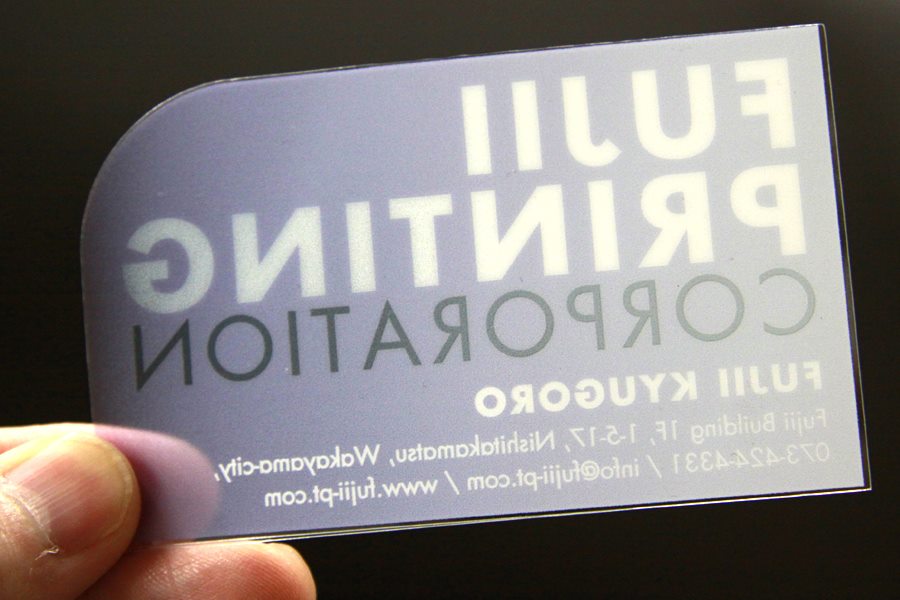 FUJII
PRINTING
CORPORATION
FUJII KYUGORO
Fujii Building 1F, 1-5-17, Nishitakamatsu, Wakayama-city,
073-424-4331 / info@fujii-pt.com / www.fujii-pt.com